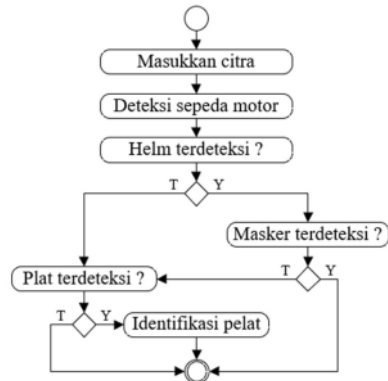 Masukkan citra
Deteksi sepeda motor
Helm terdeteksi ?
T Y
Masker terdeteksi ?
T Y
Plat terdeteksi ?
T Y
Identifikasi pelat